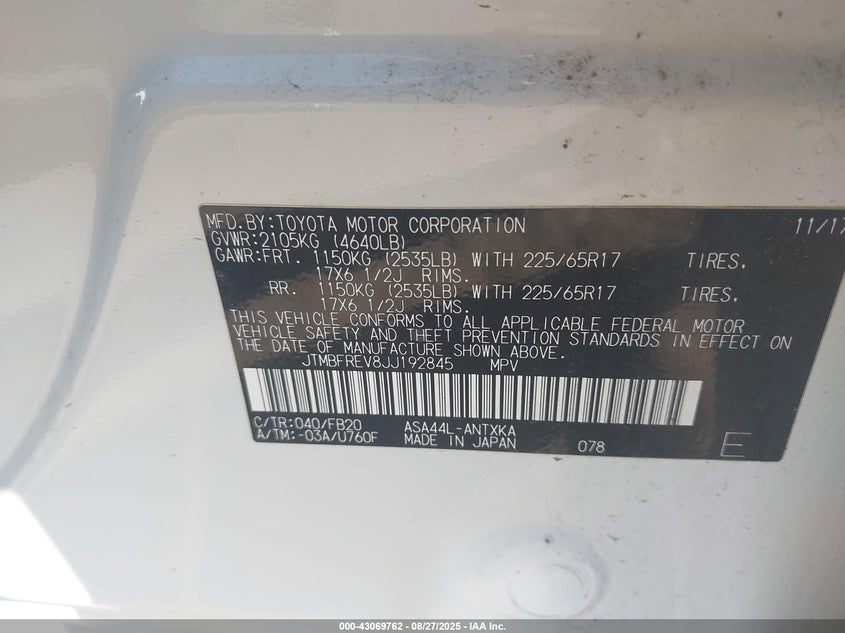 MFD.BY:TOYOTA MOTOR CORPORATION 11/17
GVWR:2105KG (4640LB)
GAWR:FRT. 1150KG (2535LB) WITH 225/65R17 TIRES,
17X6 1/2J RIMS.
RR. 1150KG (2535LB) WITH 225/65R17 TIRES,
17X6 1/2J RIMS.
THIS VEHICLE CONFORMS TO ALL APPLICABLE FEDERAL MOTOR
VEHICLE SAFETY AND THEFT PREVENTION STANDARDS IN EFFECT ON
THE DATE OF MANUFACTURE SHOWN ABOVE.
JTMBFREV8JJ192845 MPV
C/TR:040/FB20 ASA44L-ANTXKA
A/TM:-03A/U760F MADE IN JAPAN 078 E
000-43069762 - 08/27/2025 - IAA Inc.